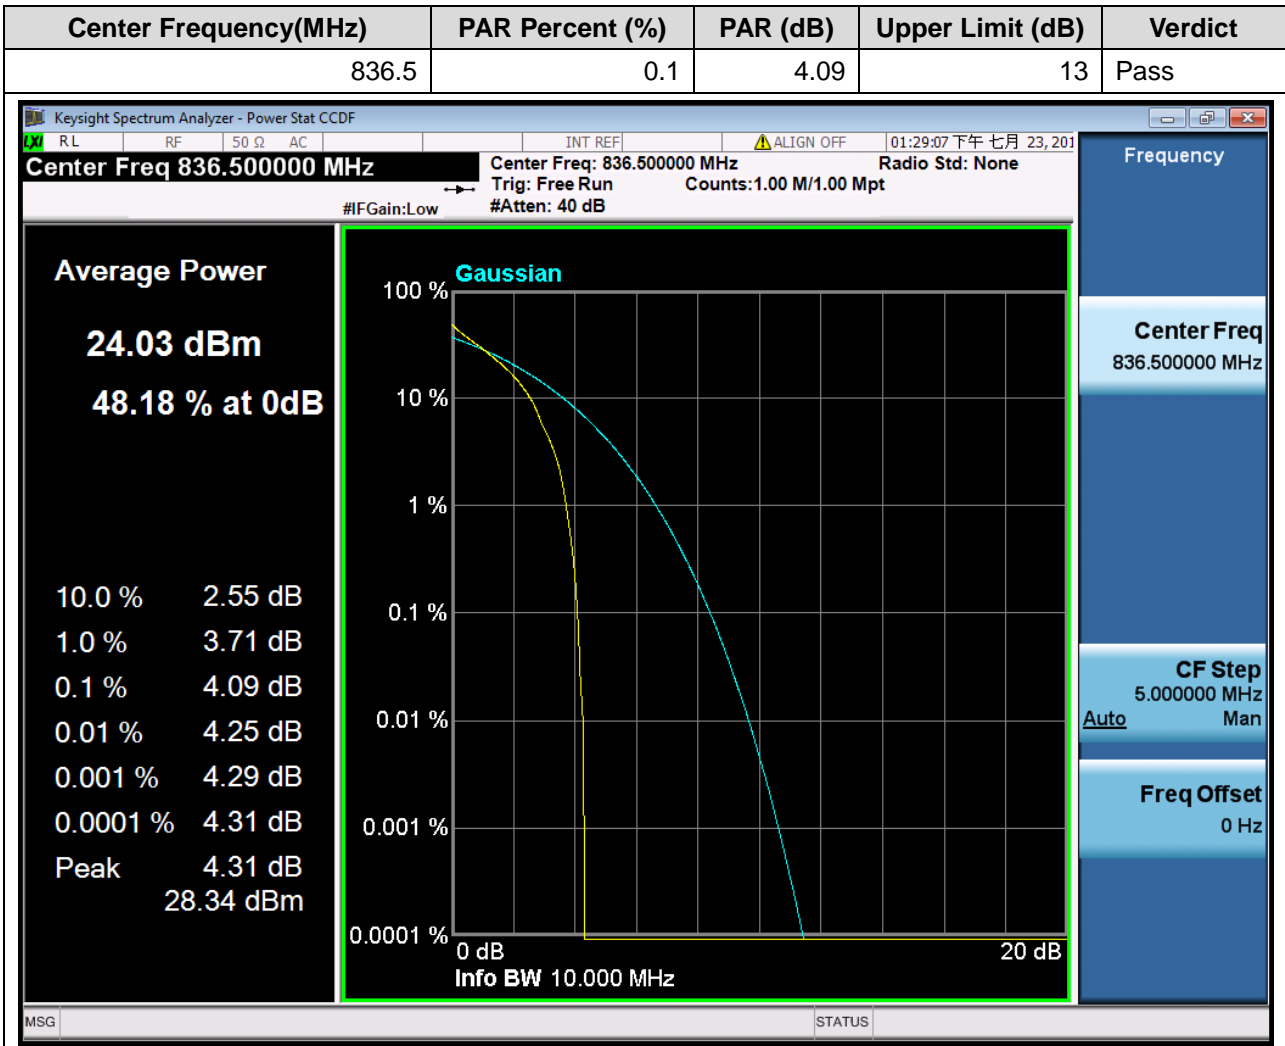 Center Frequency(MHz) PAR Percent (%) PAR (dB) Upper Limit (dB) Verdict
836.5 0.1 4.09 13 Pass
Keysight Spectrum Analyzer - Power Stat CCDF
LXI RL RF 50 Ω AC INT REF ALIGN OFF 01:29:07 下午 七月 23, 201
Center Freq 836.500000 MHz
Center Freq: 836.500000 MHz Radio Std: None
Trig: Free Run Counts:1.00 M/1.00 Mpt
#IFGain:Low #Atten: 40 dB
Average Power
24.03 dBm
48.18 % at 0dB
10.0 % 2.55 dB
1.0 % 3.71 dB
0.1 % 4.09 dB
0.01 % 4.25 dB
0.001 % 4.29 dB
0.0001 % 4.31 dB
Peak 4.31 dB
28.34 dBm
Gaussian
100 %
10 %
1 %
0.1 %
0.01 %
0.001 %
0.0001 %
0 dB 20 dB
Info BW 10.000 MHz
Frequency
Center Freq
836.500000 MHz
CF Step
5.000000 MHz
Auto Man
Freq Offset
0 Hz
MSG STATUS